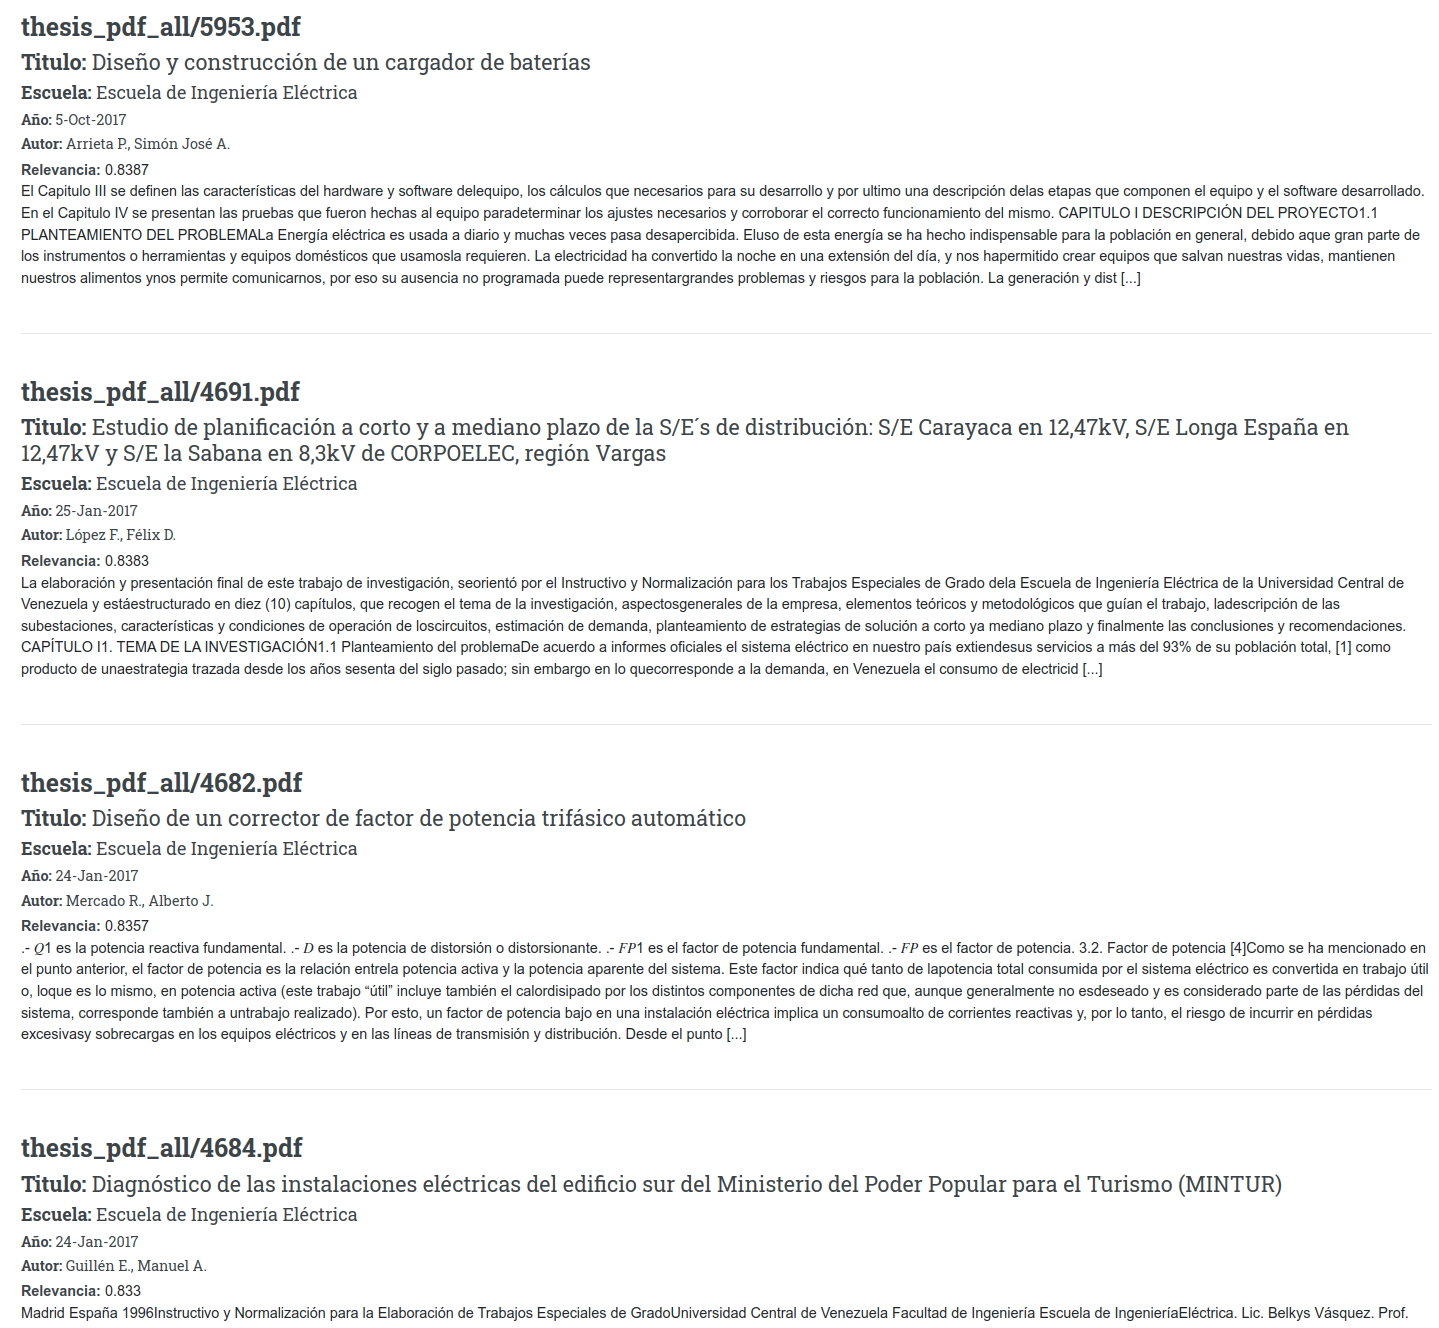 thesis_pdf_all/5953.pdf
Titulo: Diseño y construcción de un cargador de baterías
Escuela: Escuela de Ingeniería Eléctrica
Año: 5-Oct-2017
Autor: Arrieta P., Simón José A.
Relevancia: 0.8387
El Capitulo III se definen las características del hardware y software delequipo, los cálculos que necesarios para su desarrollo y por ultimo una descripción delas etapas que componen el equipo y el software desarrollado.
En el Capitulo IV se presentan las pruebas que fueron hechas al equipo paradeterminar los ajustes necesarios y corroborar el correcto funcionamiento del mismo. CAPITULO I DESCRIPCIÓN DEL PROYECTO1.1
PLANTEAMIENTO DEL PROBLEMALa Energía eléctrica es usada a diario y muchas veces pasa desapercibida. Eluso de esta energía se ha hecho indispensable para la población en general, debido aque gran parte de
los instrumentos o herramientas y equipos domésticos que usamosla requieren. La electricidad ha convertido la noche en una extensión del día, y nos hapermitido crear equipos que salvan nuestras vidas, mantienen
nuestros alimentos ynos permite comunicarnos, por eso su ausencia no programada puede representargrandes problemas y riesgos para la población. La generación y dist [...]
thesis_pdf_all/4691.pdf
Titulo: Estudio de planificación a corto y a mediano plazo de la S/E´s de distribución: S/E Carayaca en 12,47kV, S/E Longa España en
12,47kV y S/E la Sabana en 8,3kV de CORPOELEC, región Vargas
Escuela: Escuela de Ingeniería Eléctrica
Año: 25-Jan-2017
Autor: López F., Félix D.
Relevancia: 0.8383
La elaboración y presentación final de este trabajo de investigación, seorientó por el Instructivo y Normalización para los Trabajos Especiales de Grado dela Escuela de Ingeniería Eléctrica de la Universidad Central de
Venezuela y estáestructurado en diez (10) capítulos, que recogen el tema de la investigación, aspectosgenerales de la empresa, elementos teóricos y metodológicos que guían el trabajo, ladescripción de las
subestaciones, características y condiciones de operación de loscircuitos, estimación de demanda, planteamiento de estrategias de solución a corto ya mediano plazo y finalmente las conclusiones y recomendaciones.
CAPÍTULO I1. TEMA DE LA INVESTIGACIÓN1.1 Planteamiento del problemaDe acuerdo a informes oficiales el sistema eléctrico en nuestro país extiendesus servicios a más del 93% de su población total, [1] como
producto de unaestrategia trazada desde los años sesenta del siglo pasado; sin embargo en lo quecorresponde a la demanda, en Venezuela el consumo de electricid [...]
thesis_pdf_all/4682.pdf
Titulo: Diseño de un corrector de factor de potencia trifásico automático
Escuela: Escuela de Ingeniería Eléctrica
Año: 24-Jan-2017
Autor: Mercado R., Alberto J.
Relevancia: 0.8357
.- 𝑄1 es la potencia reactiva fundamental. .- 𝐷 es la potencia de distorsión o distorsionante. .- 𝐹𝑃1 es el factor de potencia fundamental. .- 𝐹𝑃 es el factor de potencia. 3.2. Factor de potencia [4]Como se ha mencionado en
el punto anterior, el factor de potencia es la relación entrela potencia activa y la potencia aparente del sistema. Este factor indica qué tanto de lapotencia total consumida por el sistema eléctrico es convertida en trabajo útil
o, loque es lo mismo, en potencia activa (este trabajo “útil” incluye también el calordisipado por los distintos componentes de dicha red que, aunque generalmente no esdeseado y es considerado parte de las pérdidas del
sistema, corresponde también a untrabajo realizado). Por esto, un factor de potencia bajo en una instalación eléctrica implica un consumoalto de corrientes reactivas y, por lo tanto, el riesgo de incurrir en pérdidas
excesivasy sobrecargas en los equipos eléctricos y en las líneas de transmisión y distribución. Desde el punto [...]
thesis_pdf_all/4684.pdf
Titulo: Diagnóstico de las instalaciones eléctricas del edificio sur del Ministerio del Poder Popular para el Turismo (MINTUR)
Escuela: Escuela de Ingeniería Eléctrica
Año: 24-Jan-2017
Autor: Guillén E., Manuel A.
Relevancia: 0.833
Madrid España 1996Instructivo y Normalización para la Elaboración de Trabajos Especiales de GradoUniversidad Central de Venezuela Facultad de Ingeniería Escuela de IngenieríaEléctrica. Lic. Belkys Vásquez. Prof.